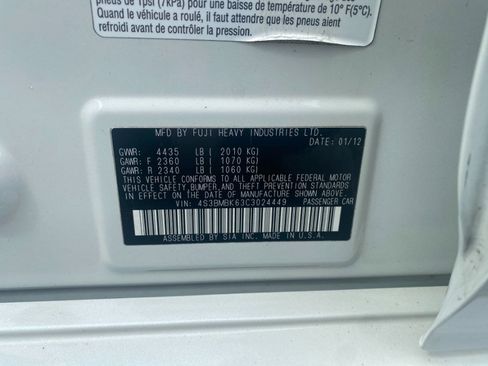 pneus de 1psi (7kPa) pour une baisse de température de 10° F(5°C).
Quand le véhicule a roulé, il faut attendre que les pneus aient
refroidi avant de contrôler la pression.
MFD BY FUJI HEAVY INDUSTRIES LTD.
DATE: 01/12
GVWR: 4435 LB ( 2010 KG)
GAWR: F 2360 LB ( 1070 KG)
GAWR: R 2340 LB ( 1060 KG)
THIS VEHICLE CONFORMS TO ALL APPLICABLE FEDERAL MOTOR
VEHICLE SAFETY, BUMPER, AND THEFT PREVENTION STANDARDS IN
EFFECT ON THE DATE OF MANUFACTURE SHOWN ABOVE.
VIN: 4S3BMBK63C3024449 PASSENGER CAR
ASSEMBLED BY SIA INC. MADE IN U.S.A.